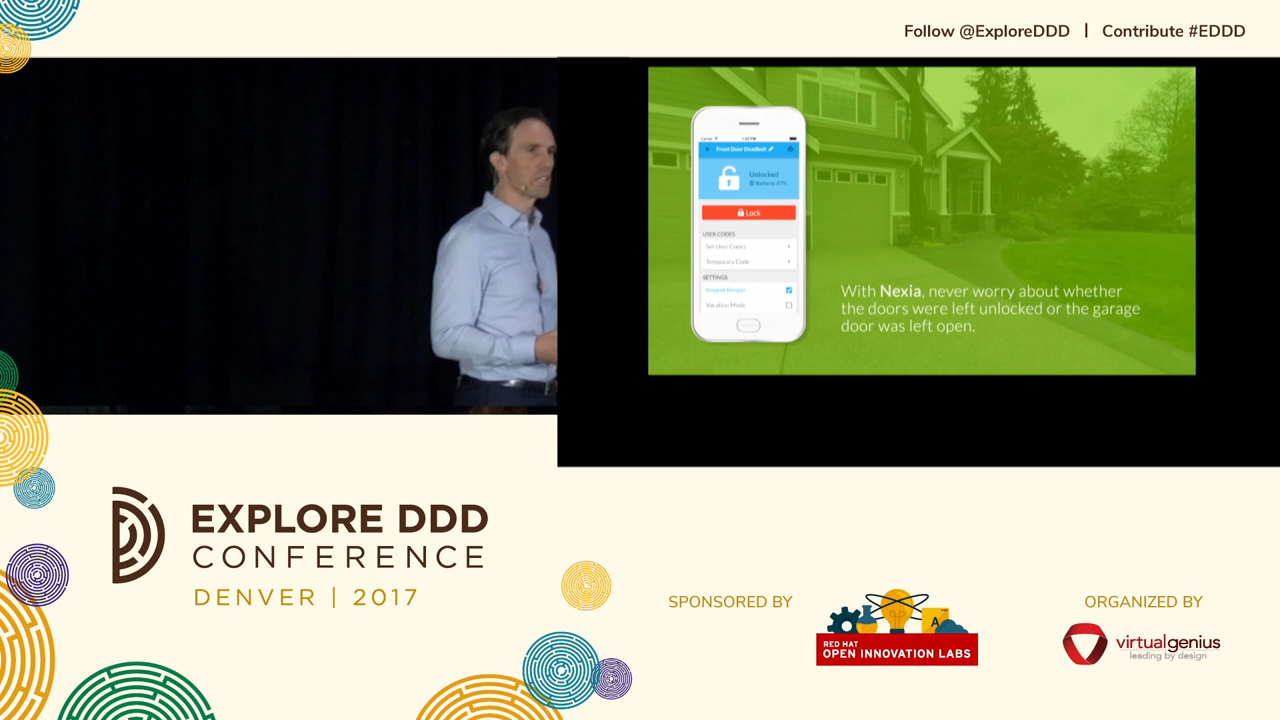 Follow @ExploreDDD | Contribute #EDDD
Front Door Deadbolt
Unlocked
Battery 87%
Lock
USER CODES
Set User Codes
Temporary Code
SETTINGS
Keypad Beeper
Vacation Mode
With Nexia, never worry about whether
the doors were left unlocked or the garage
door was left open.
EXPLORE DDD
CONFERENCE
DENVER | 2017
SPONSORED BY
A
RED HAT
OPEN INNOVATION LABS
ORGANIZED BY
virtualgenius
leading by design